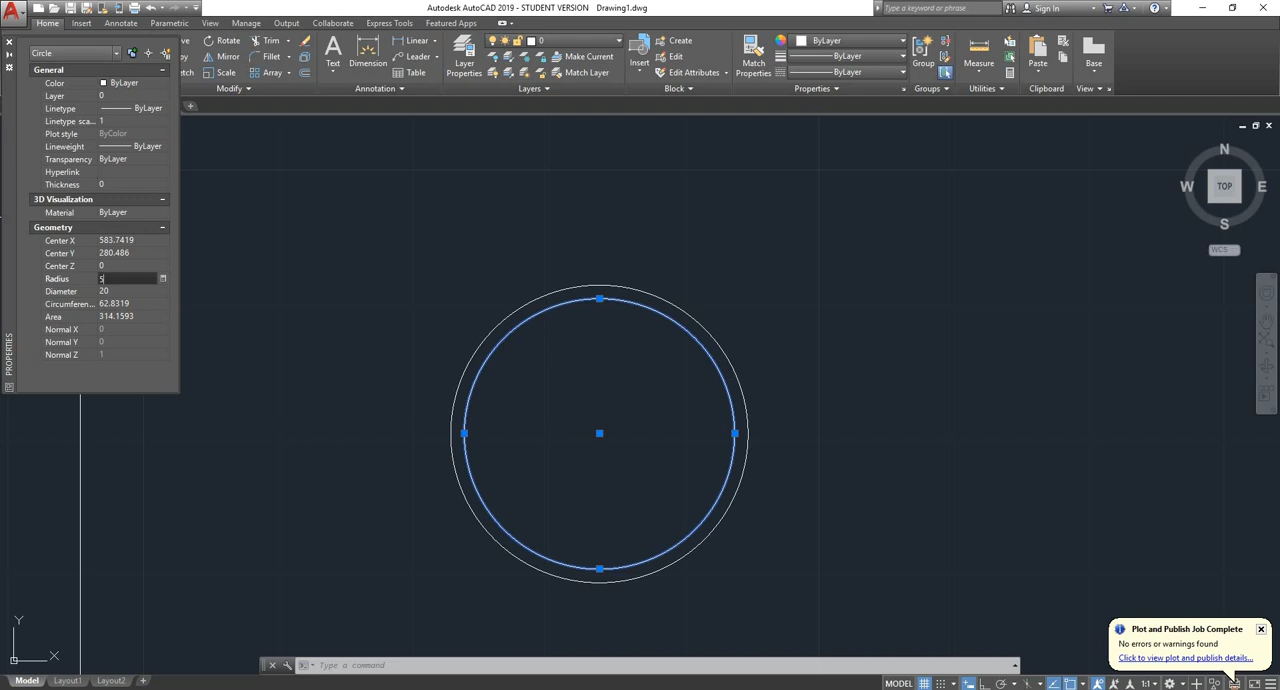 Autodesk AutoCAD 2019 - STUDENT VERSION Drawing1.dwg
Type a keyword or phrase
Sign In
Home Insert Annotate Parametric View Manage Output Collaborate Express Tools Featured Apps
Rotate Trim
Mirror Fillet
Scale Array
Modify
Text
Dimension
Linear
Leader
Table
Annotation
Layer
Properties
0
Make Current
Match Layer
Layers
Insert
Create
Edit
Edit Attributes
Block
Match
Properties
ByLayer
ByLayer
ByLayer
Properties
Group
Groups
Measure
Utilities
Paste
Clipboard
Base
View
Circle
General
Color ByLayer
Layer 0
Linetype ByLayer
Linetype sca... 1
Plot style ByColor
Lineweight ByLayer
Transparency ByLayer
Hyperlink
Thickness 0
3D Visualization
Material ByLayer
Geometry
Center X 583.7419
Center Y 280.486
Center Z 0
Radius 5
Diameter 20
Circumferen... 62.8319
Area 314.1593
Normal X 0
Normal Y 0
Normal Z 1
PROPERTIES
N
W TOP E
S
WCS
Y
X
Type a command
Plot and Publish Job Complete
No errors or warnings found
Click to view plot and publish details...
Model Layout1 Layout2
MODEL
1:1